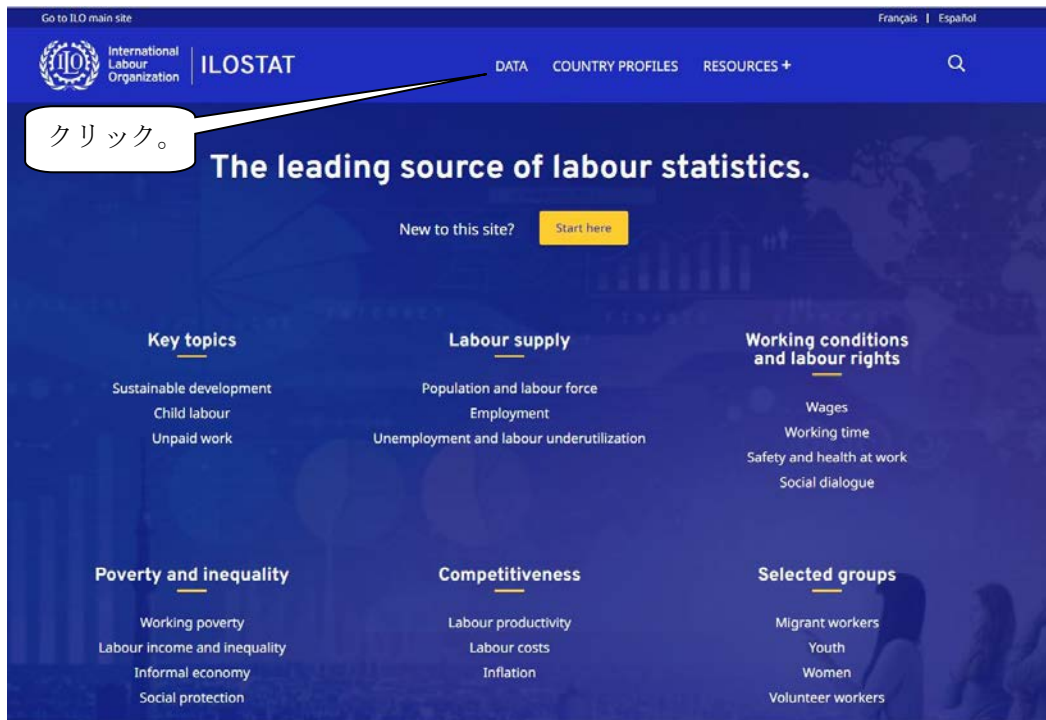 Go to ILO main site
Français | Español
International
Labour
Organization
ILOSTAT
DATA COUNTRY PROFILES RESOURCES +
クリック。
The leading source of labour statistics.
New to this site? Start here
Key topics
Sustainable development
Child labour
Unpaid work
Labour supply
Population and labour force
Employment
Unemployment and labour underutilization
Working conditions
and labour rights
Wages
Working time
Safety and health at work
Social dialogue
Poverty and inequality
Working poverty
Labour income and inequality
Informal economy
Social protection
Competitiveness
Labour productivity
Labour costs
Inflation
Selected groups
Migrant workers
Youth
Women
Volunteer workers